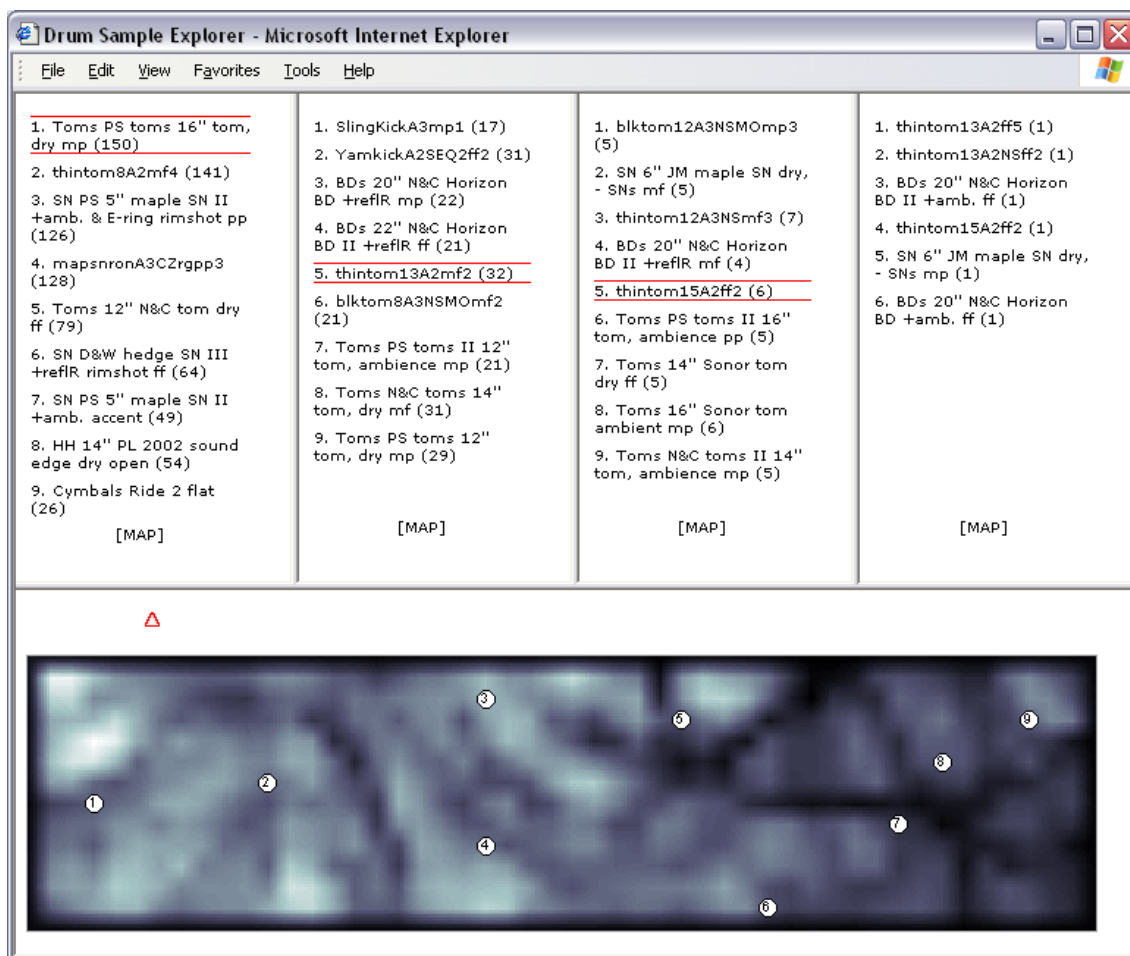 Drum Sample Explorer - Microsoft Internet Explorer
File Edit View Favorites Tools Help
1. Toms PS toms 16" tom,
dry mp (150)
2. thintom8A2mf4 (141)
3. SN PS 5" maple SN II
+amb. & E-ring rimshot pp
(126)
4. mapsnronA3CZrgpp3
(128)
5. Toms 12" N&C tom dry
ff (79)
6. SN D&W hedge SN III
+reflR rimshot ff (64)
7. SN PS 5" maple SN II
+amb. accent (49)
8. HH 14" PL 2002 sound
edge dry open (54)
9. Cymbals Ride 2 flat
(26)
[MAP]
1. SlingKickA3mp1 (17)
2. YamkickA2SEQ2ff2 (31)
3. BDs 20" N&C Horizon
BD +reflR mp (22)
4. BDs 22" N&C Horizon
BD II +reflR ff (21)
5. thintom13A2mf2 (32)
6. blktom8A3NSMOmf2
(21)
7. Toms PS toms II 12"
tom, ambience mp (21)
8. Toms N&C toms 14"
tom, dry mf (31)
9. Toms PS toms 12"
tom, dry mp (29)
[MAP]
1. blktom12A3NSMOmp3
(5)
2. SN 6" JM maple SN dry,
- SNs mf (5)
3. thintom12A3NSmf3 (7)
4. BDs 20" N&C Horizon
BD II +reflR mf (4)
5. thintom15A2ff2 (6)
6. Toms PS toms II 16"
tom, ambience pp (5)
7. Toms 14" Sonor tom
dry ff (5)
8. Toms 16" Sonor tom
ambient mp (6)
9. Toms N&C toms II 14"
tom, ambience mp (5)
[MAP]
1. thintom13A2ff5 (1)
2. thintom13A2NSff2 (1)
3. BDs 20" N&C Horizon
BD II +amb. ff (1)
4. thintom15A2ff2 (1)
5. SN 6" JM maple SN dry,
- SNs mp (1)
6. BDs 20" N&C Horizon
BD +amb. ff (1)
[MAP]
3
5
9
8
2
1
7
4
6